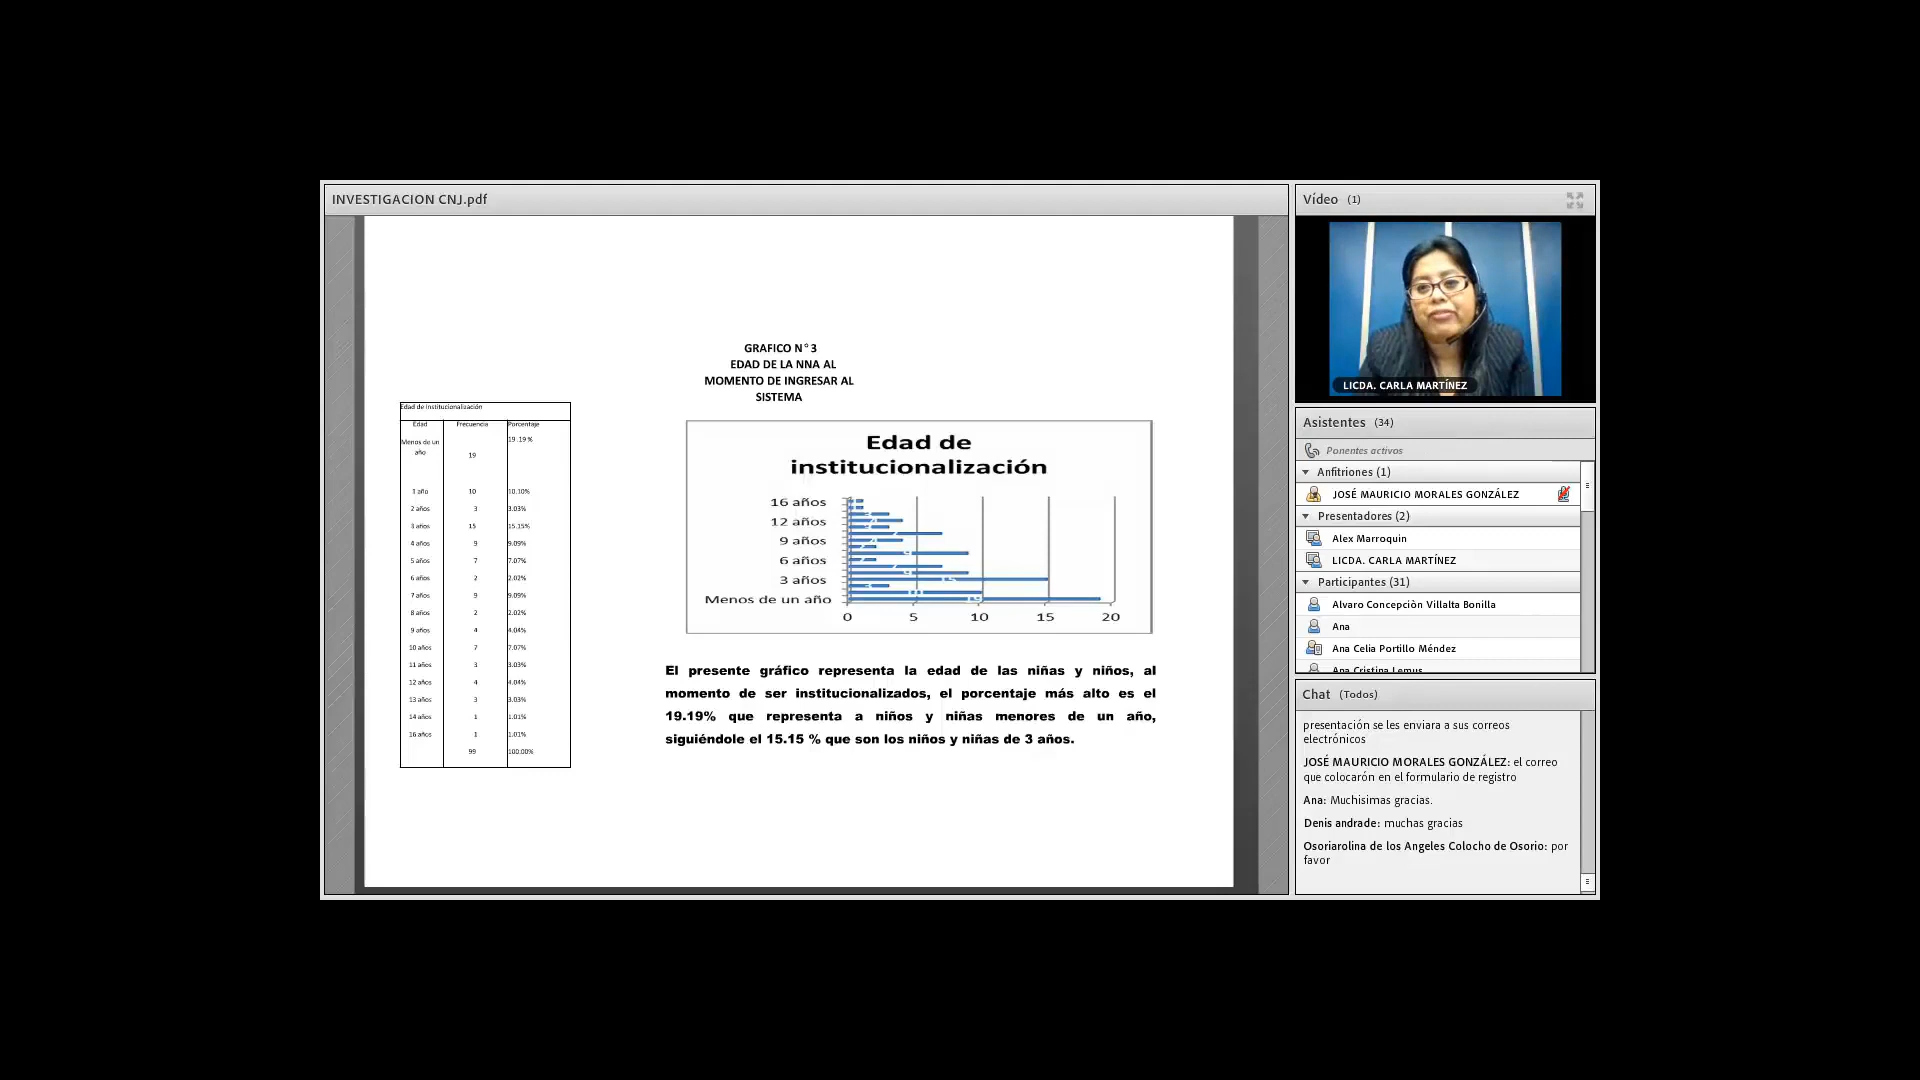 INVESTIGACION CNJ.pdf
GRAFICO N° 3
EDAD DE LA NNA AL
MOMENTO DE INGRESAR AL
SISTEMA
Edad de institucionalización
Edad Frecuencia Porcentaje
Menos de un año 19 19.19 %
1 año 10 10.10%
2 años 3 3.03%
3 años 15 15.15%
4 años 9 9.09%
5 años 7 7.07%
6 años 2 2.02%
7 años 9 9.09%
8 años 2 2.02%
9 años 4 4.04%
10 años 7 7.07%
11 años 3 3.03%
12 años 4 4.04%
13 años 3 3.03%
14 años 1 1.01%
16 años 1 1.01%
99 100.00%
Edad de
institucionalización
16 años
12 años
9 años
6 años
3 años
Menos de un año
0 5 10 15 20
El presente gráfico representa la edad de las niñas y niños, al
momento de ser institucionalizados, el porcentaje más alto es el
19.19% que representa a niños y niñas menores de un año,
siguiéndole el 15.15 % que son los niños y niñas de 3 años.
Vídeo (1)
LICDA. CARLA MARTÍNEZ
Asistentes (34)
Ponentes activos
Anfitriones (1)
JOSÉ MAURICIO MORALES GONZÁLEZ
Presentadores (2)
Alex Marroquin
LICDA. CARLA MARTÍNEZ
Participantes (31)
Alvaro Concepciòn Villalta Bonilla
Ana
Ana Celia Portillo Méndez
Ana Cristina Lemus
Chat (Todos)
presentación se les enviara a sus correos
electrónicos
JOSÉ MAURICIO MORALES GONZÁLEZ: el correo
que colocarón en el formulario de registro
Ana: Muchisimas gracias.
Denis andrade: muchas gracias
Osoriarolina de los Angeles Colocho de Osorio: por
favor